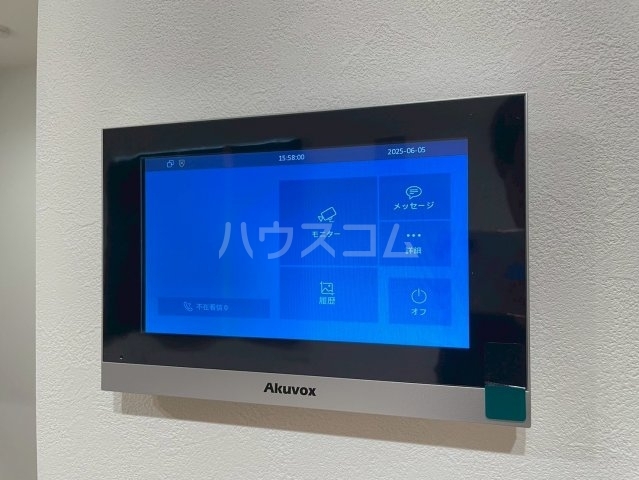 15:58:00
2025-06-05
メッセージ
モニター
詳細
履歴
不在着信 0
オフ
Akuvox
ハウスコム